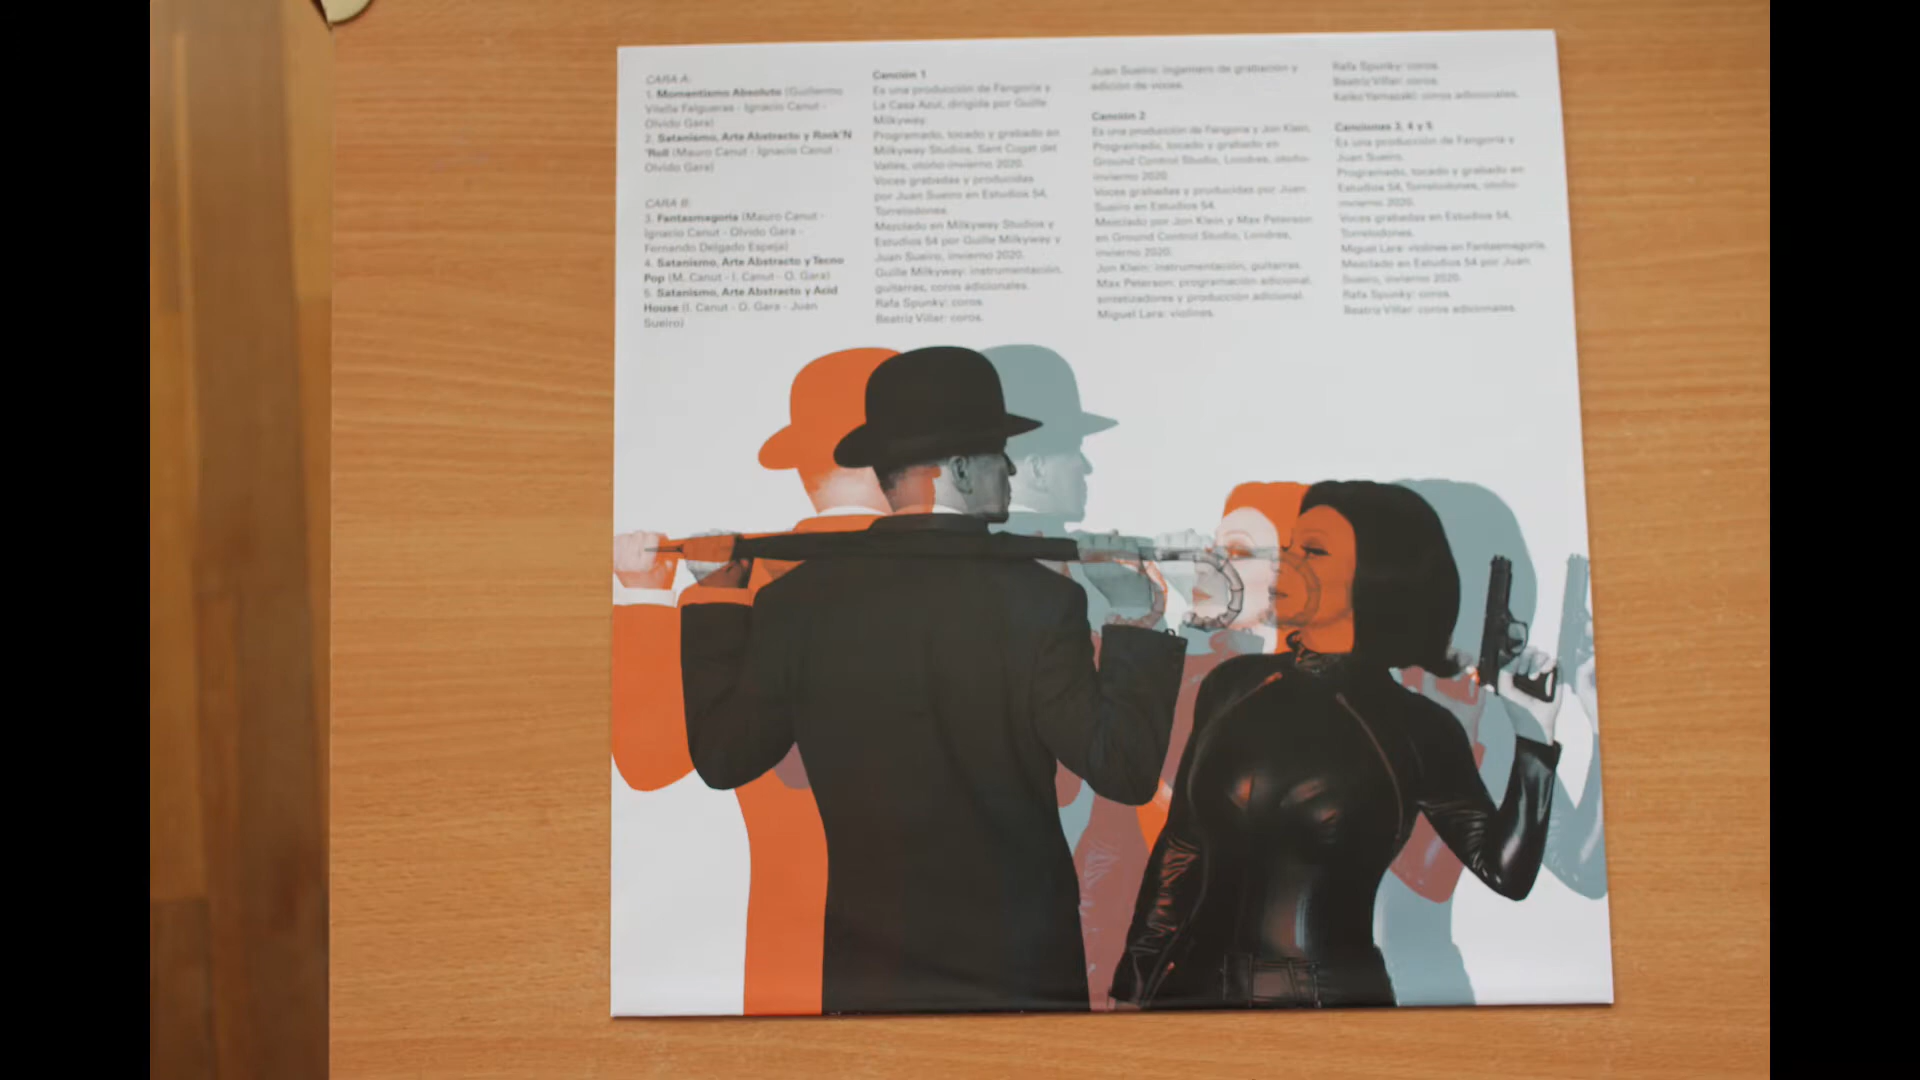 CARA A:
1. Momentismo Absoluto (Guillermo
Vilella Falgueras - Ignacio Canut -
Olvido Gara)
2. Satanismo, Arte Abstracto y Rock'N
'Roll (Mauro Canut - Ignacio Canut -
Olvido Gara)
CARA B:
3. Fantasmagoria (Mauro Canut -
Ignacio Canut - Olvido Gara -
Fernando Delgado Espeja)
4. Satanismo, Arte Abstracto y Tecno
Pop (M. Canut - I. Canut - O. Gara)
5. Satanismo, Arte Abstracto y Acid
House (I. Canut - O. Gara - Juan
Sueiro)
Canción 1
Es una producción de Fangoria y
La Casa Azul, dirigida por Guille
Milkyway.
Programado, tocado y grabado en
Milkyway Studios, Sant Cugat del
Vallès, otoño-invierno 2020.
Voces grabadas y producidas
por Juan Sueiro en Estudios 54,
Torrelodones.
Mezclado en Milkyway Studios y
Estudios 54 por Guille Milkyway y
Juan Sueiro, invierno 2020.
Guille Milkyway: instrumentación,
guitarras, coros adicionales.
Rafa Spunky: coros.
Beatriz Villar: coros.
Juan Sueiro: ingeniero de grabación y
edición de voces.
Canción 2
Es una producción de Fangoria y Jon Klein.
Programado, tocado y grabado en
Ground Control Studio, Londres, otoño-
invierno 2020.
Voces grabadas y producidas por Juan
Sueiro en Estudios 54.
Mezclado por Jon Klein y Max Peterson
en Ground Control Studio, Londres,
invierno 2020.
Jon Klein: instrumentación, guitarras.
Max Peterson: programación adicional,
sintetizadores y producción adicional.
Miguel Lara: violines.
Rafa Spunky: coros.
Beatriz Villar: coros.
Keiko Yamazaki: coros adicionales.
Canciones 3, 4 y 5
Es una producción de Fangoria y
Juan Sueiro.
Programado, tocado y grabado en
Estudios 54, Torrelodones, otoño-
invierno 2020.
Voces grabadas en Estudios 54,
Torrelodones.
Miguel Lara: violines en Fantasmagoria.
Mezclado en Estudios 54 por Juan
Sueiro, invierno 2020.
Rafa Spunky: coros.
Beatriz Villar: coros adicionales.